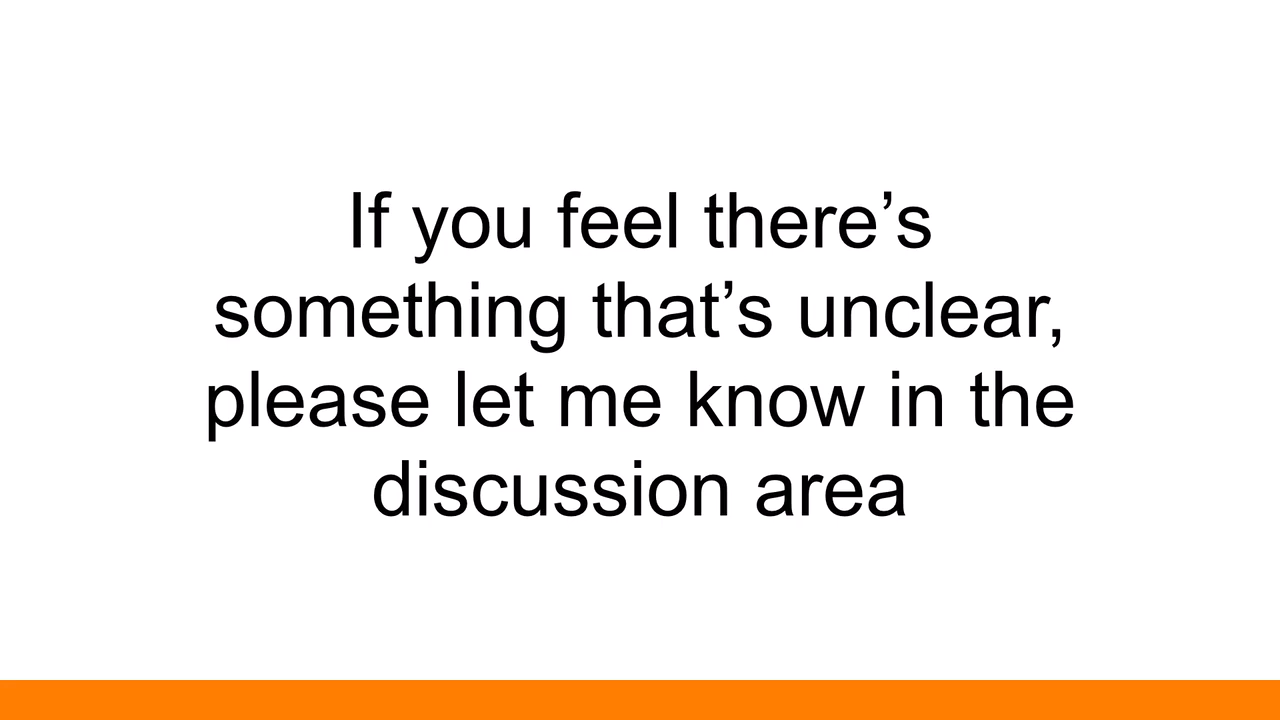 If you feel there’s
something that’s unclear,
please let me know in the
discussion area